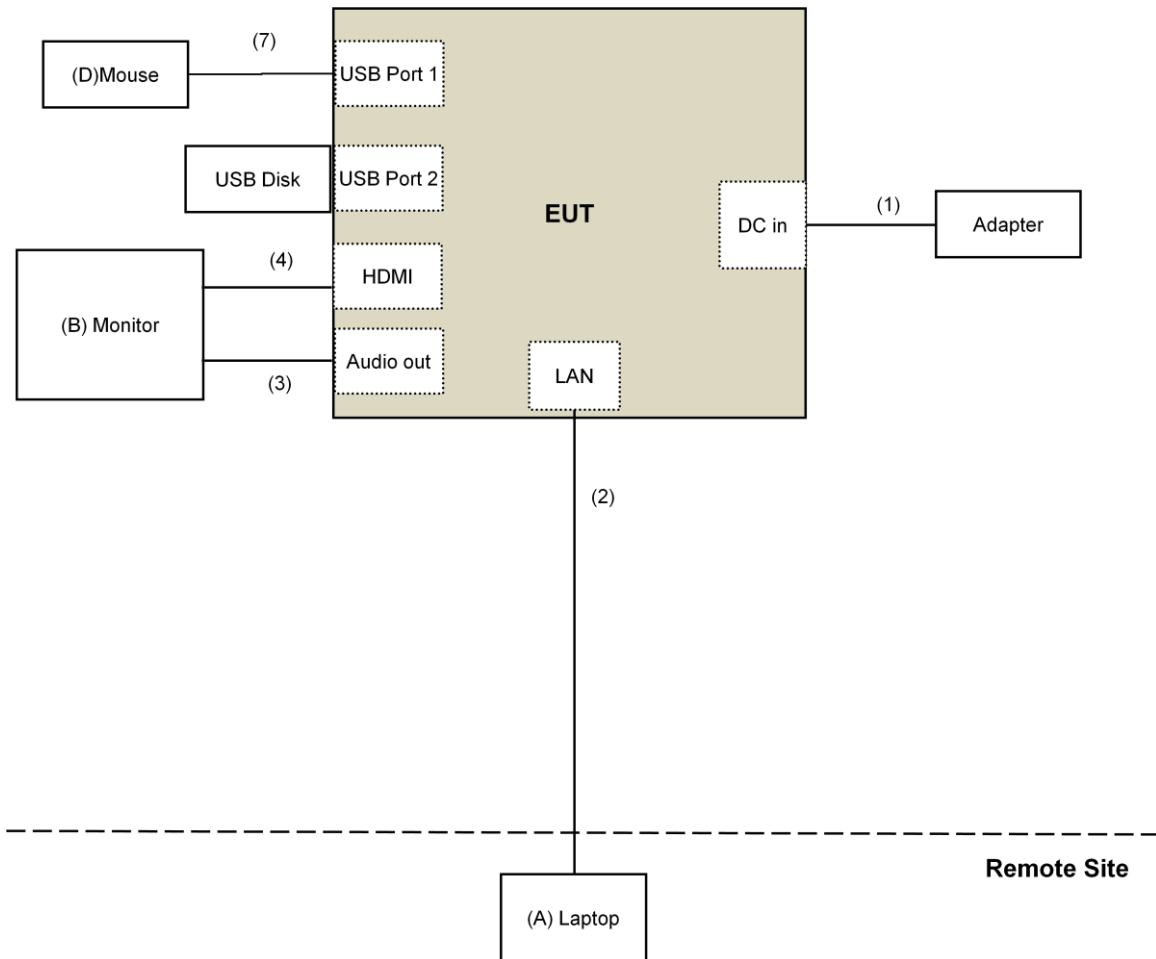 (7)
(D)Mouse
USB Port 1
USB Disk
USB Port 2
EUT
DC in
(1)
Adapter
(4)
HDMI
(B) Monitor
Audio out
(3)
LAN
(2)
Remote Site
(A) Laptop